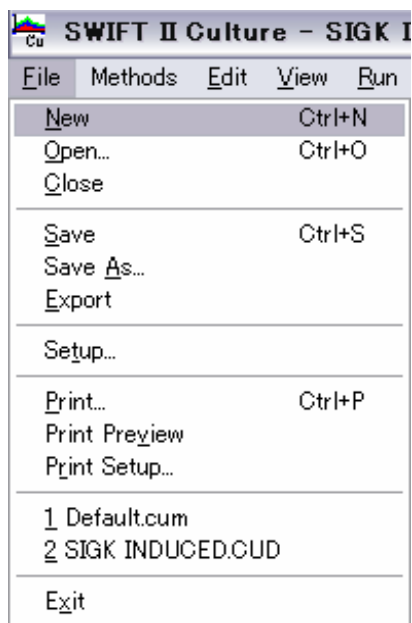 Cu SWIFT II Culture - SIGK I
File Methods Edit View Run
New Ctrl+N
Open... Ctrl+O
Close
Save Ctrl+S
Save As...
Export
Setup...
Print... Ctrl+P
Print Preview
Print Setup...
1 Default.cum
2 SIGK INDUCED.CUD
Exit